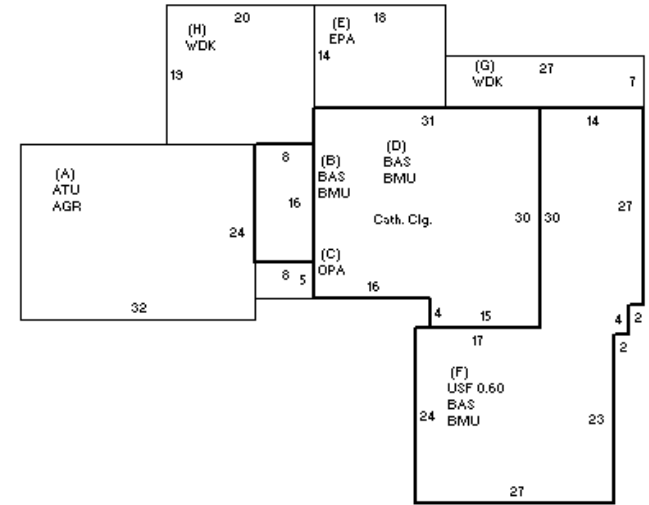 20
(H)
WDK
19
(E)
EPA
18
14
(G)
WDK
27
7
31
14
(A)
ATU
AGR
8
16
(B)
BAS
BMU
(D)
BAS
BMU
Cath. Clg.
24
30
30
27
(C)
OPA
8
5
16
32
4
15
17
4
2
2
(F)
USF 0.60
BAS
BMU
24
23
27